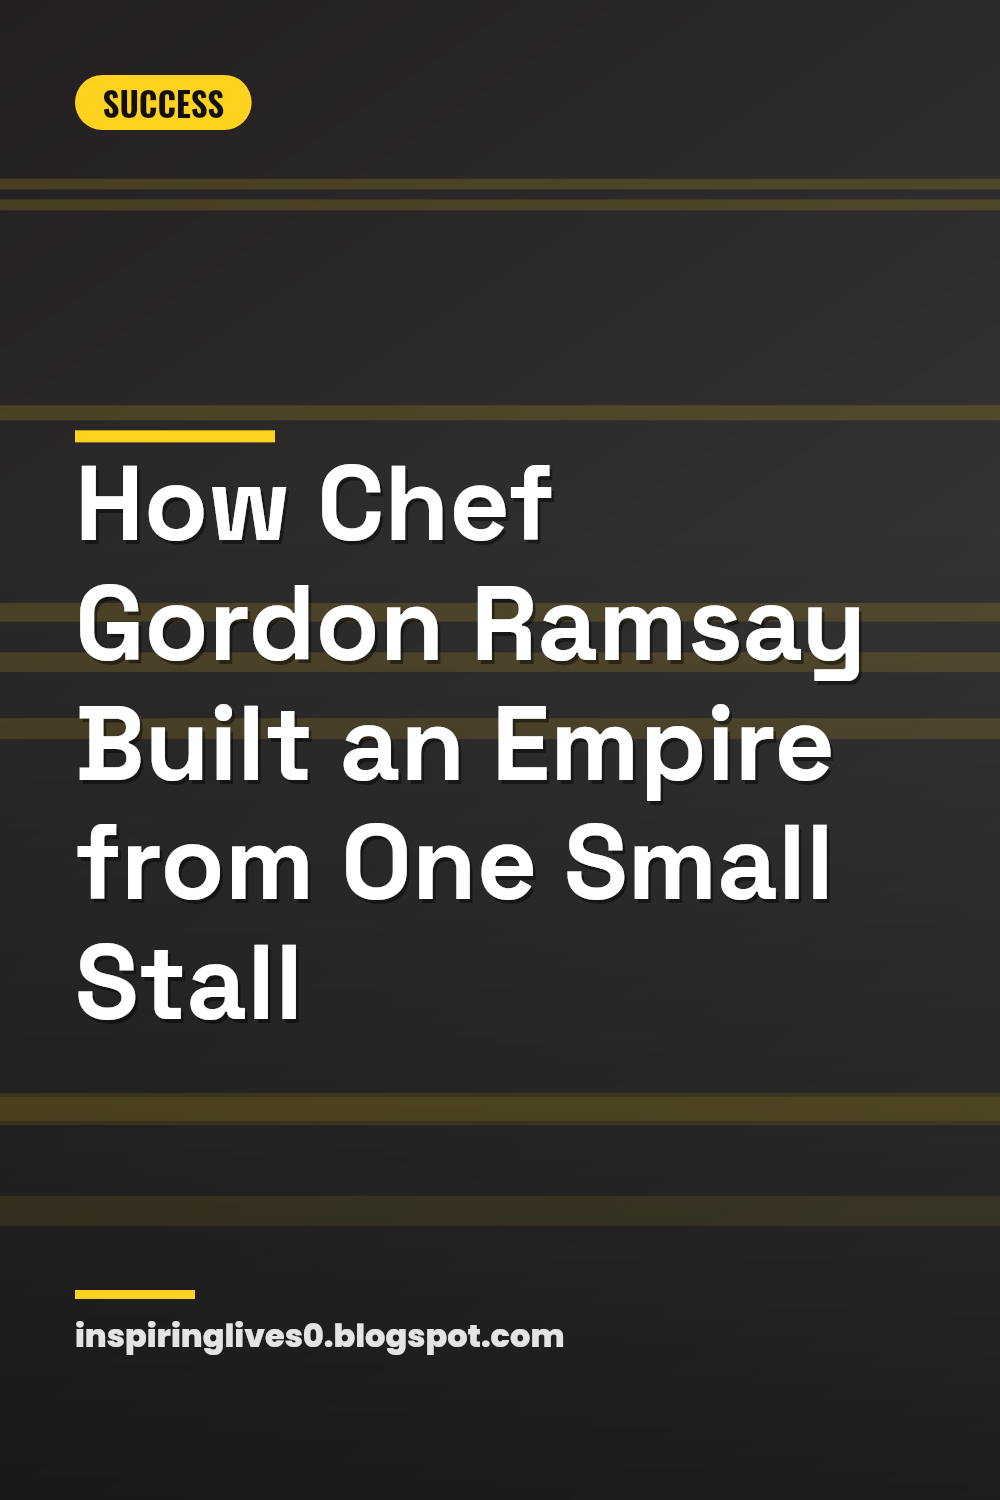 SUCCESS
How Chef
Gordon Ramsay
Built an Empire
from One Small
Stall
inspiringlives0.blogspot.com